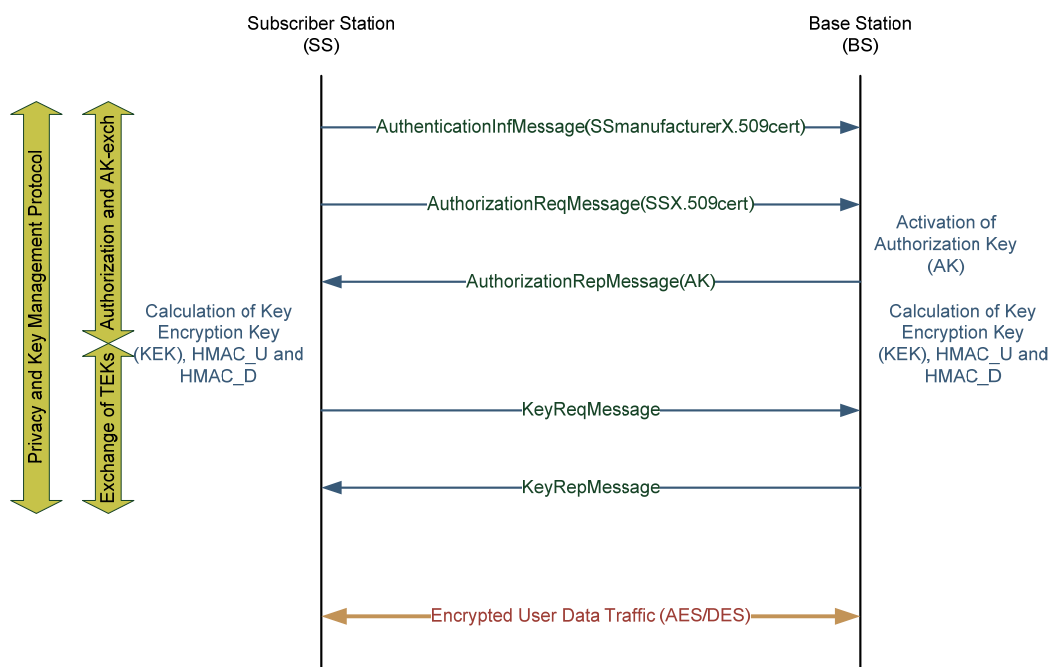 Subscriber Station
(SS)
Base Station
(BS)
Privacy and Key Management Protocol
Authorization and AK-exch
Exchange of TEKs
AuthenticationInfMessage(SSmanufacturerX.509cert)
AuthorizationReqMessage(SSX.509cert)
Activation of
Authorization Key
(AK)
AuthorizationRepMessage(AK)
Calculation of Key
Encryption Key
(KEK), HMAC_U and
HMAC_D
Calculation of Key
Encryption Key
(KEK), HMAC_U and
HMAC_D
KeyReqMessage
KeyRepMessage
Encrypted User Data Traffic (AES/DES)